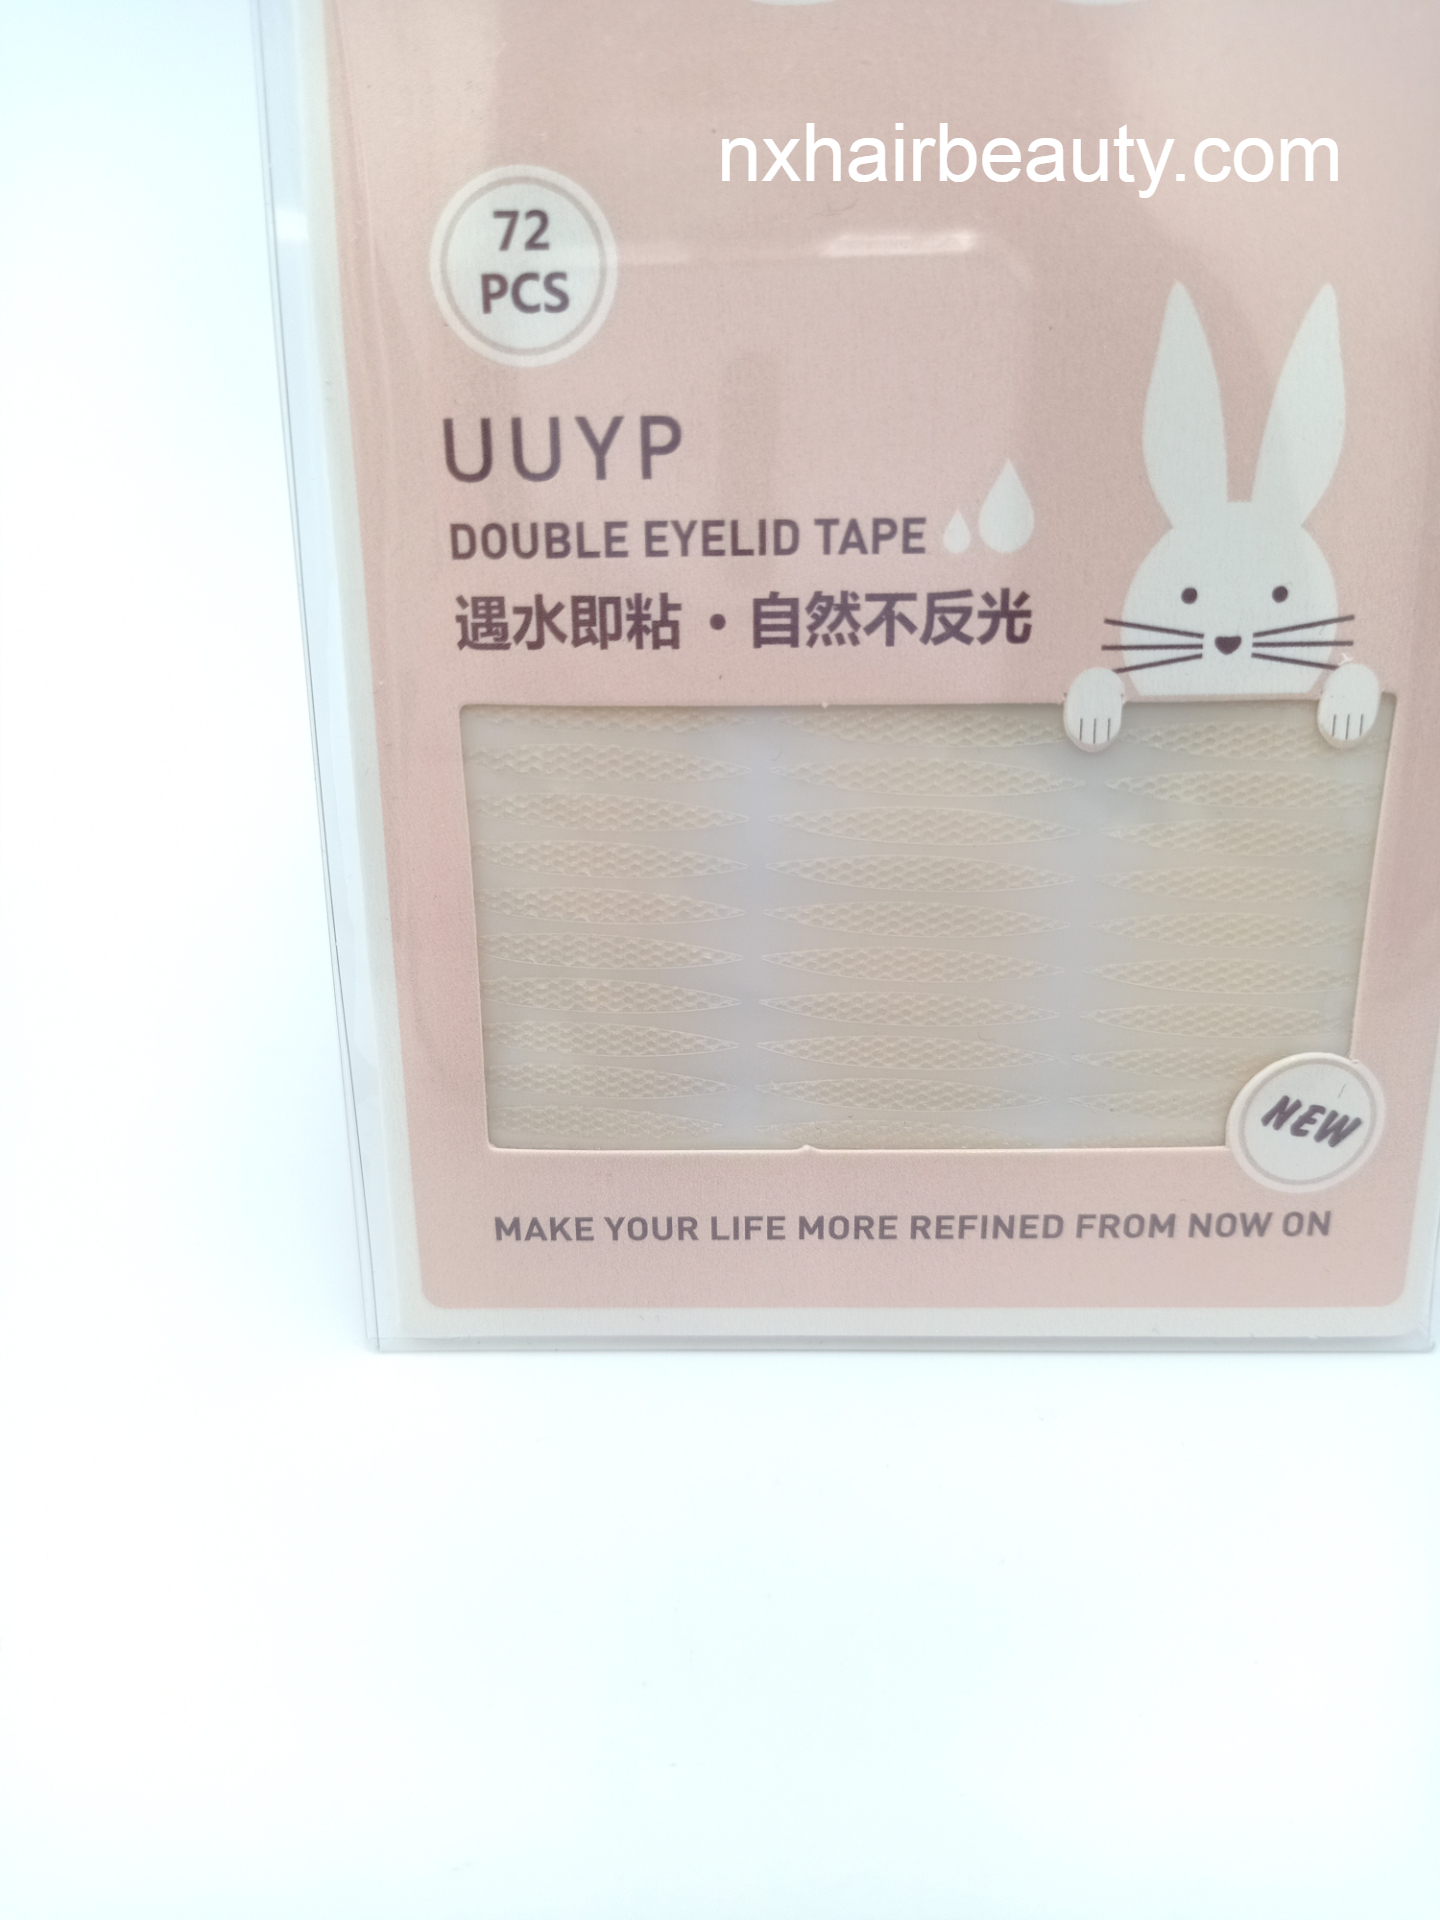 nxhairbeauty.com
72
PCS
UUYP
DOUBLE EYELID TAPE
遇水即粘・自然不反光
NEW
MAKE YOUR LIFE MORE REFINED FROM NOW ON